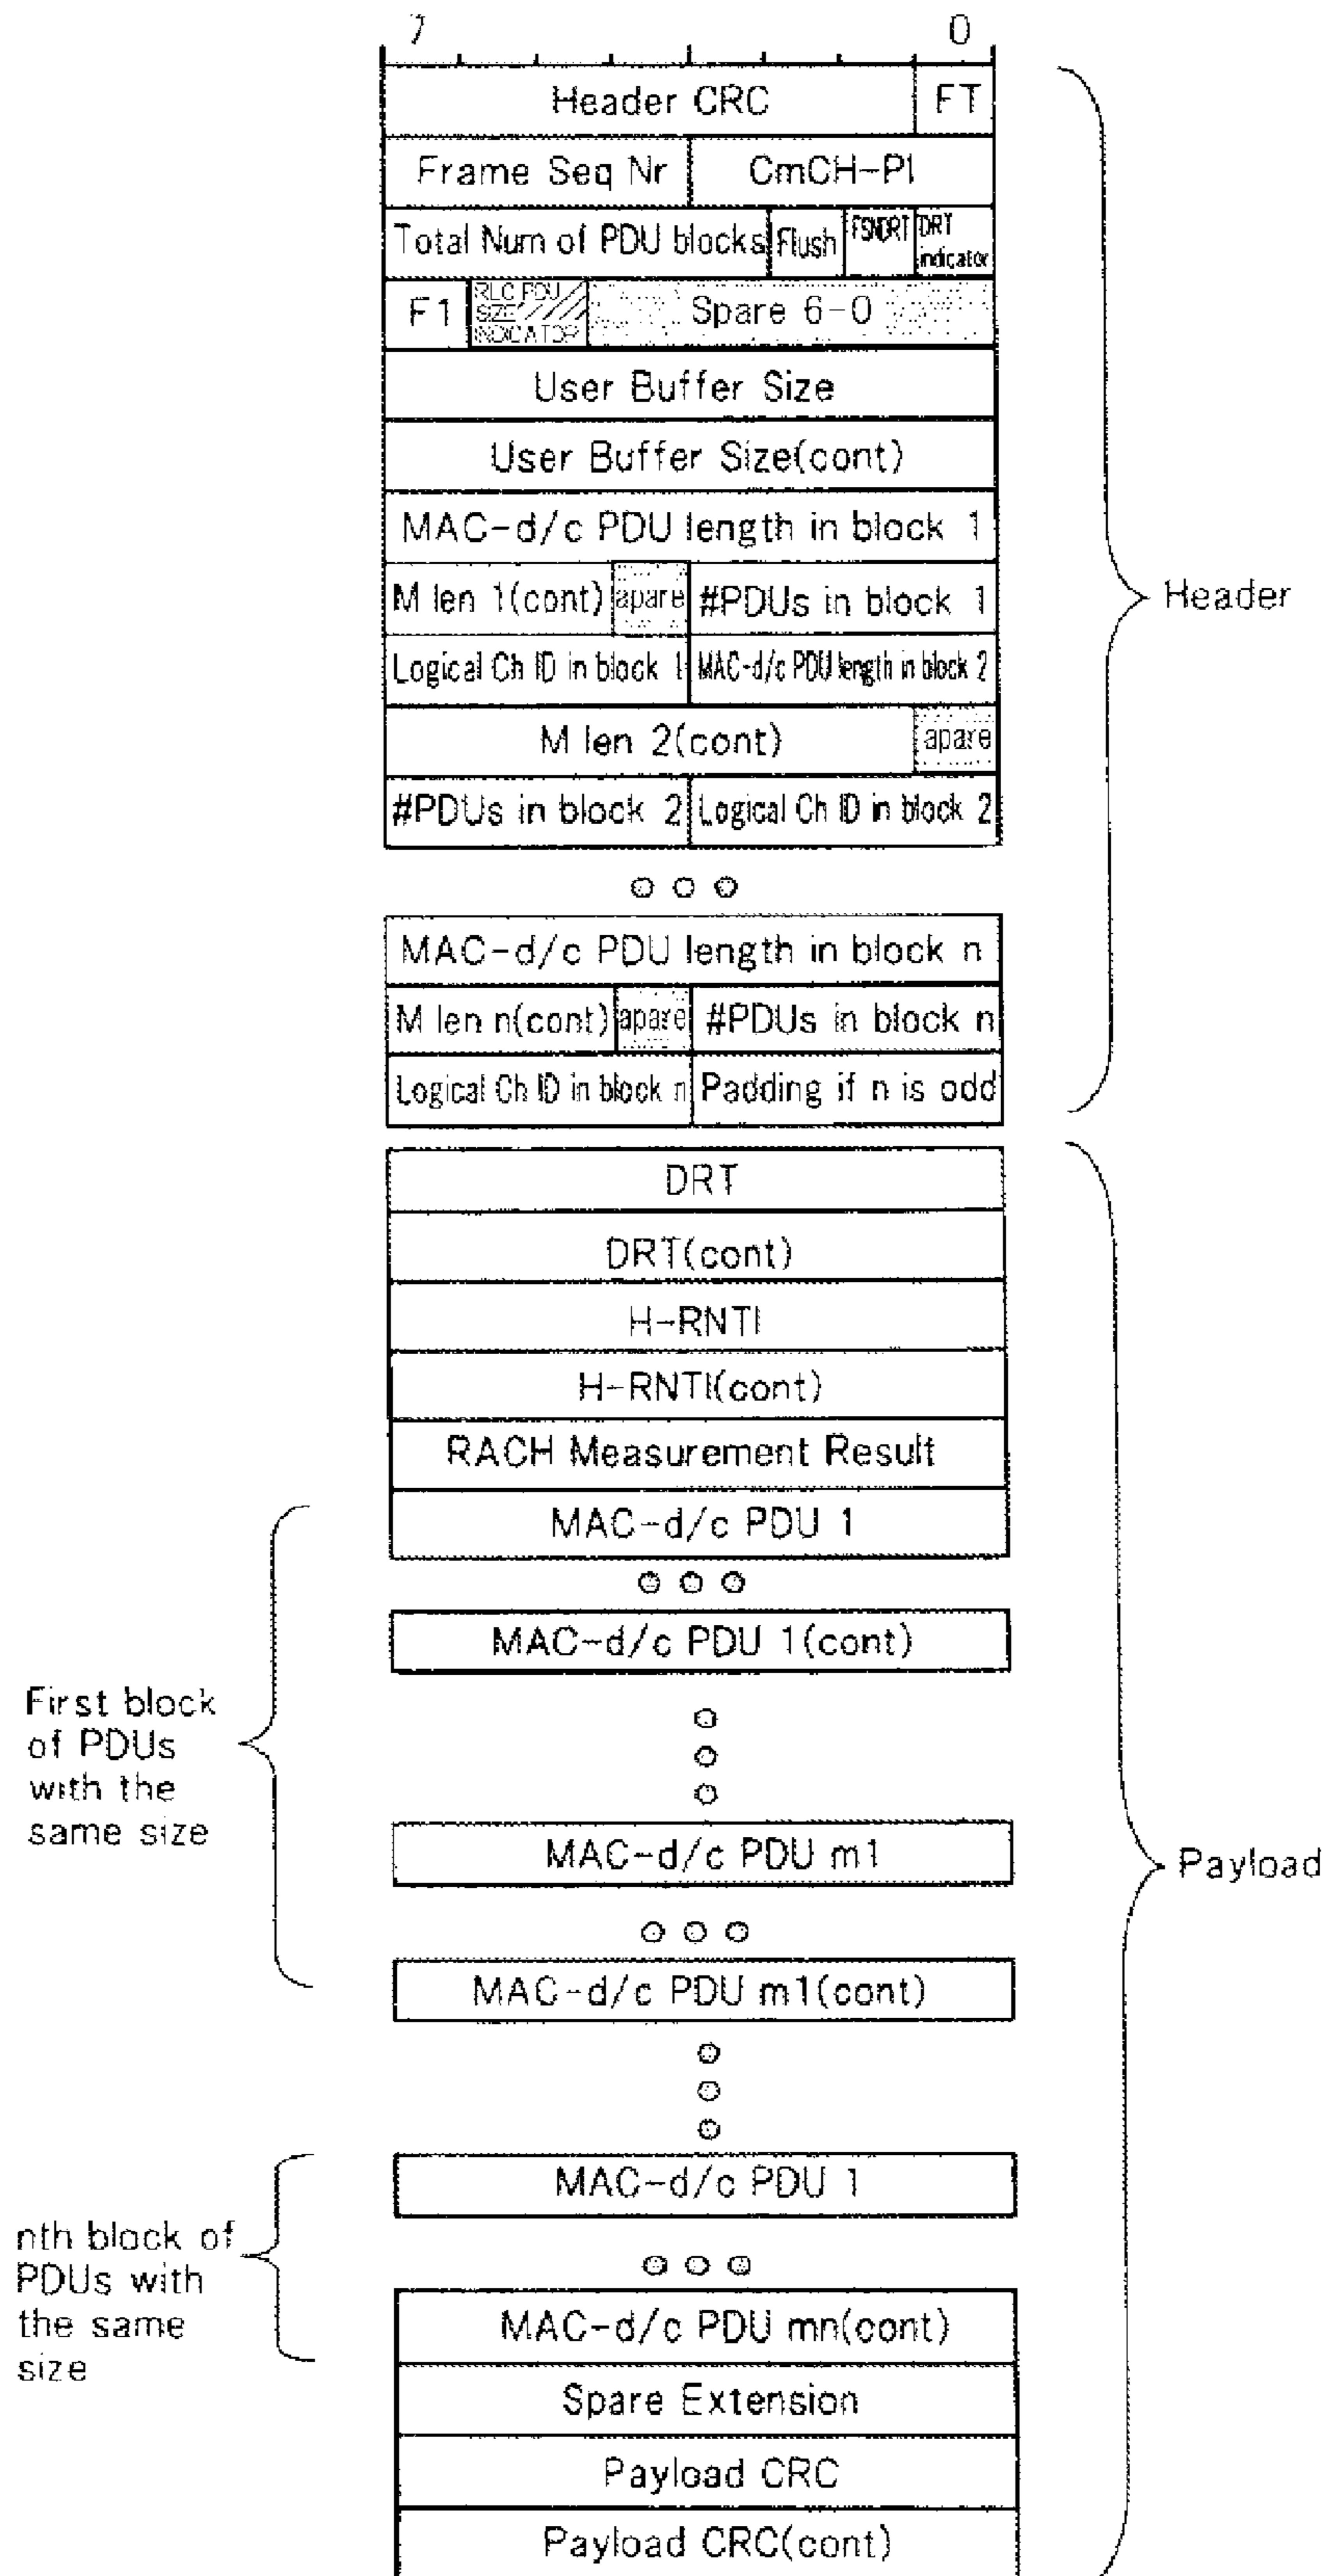 7 0
Header CRC FT
Frame Seq Nr CmCH-PI
Total Num of PDU blocks Flush FSNDRT DRT
indicator
F1 RLC PDU
SIZE
INDICATOR
Spare 6-0
User Buffer Size
User Buffer Size(cont)
MAC-d/c PDU length in block 1
M len 1(cont) apare #PDUs in block 1
Header
Logical Ch ID in block 1 MAC-d/c PDU length in block 2
M len 2(cont) apare
#PDUs in block 2 Logical Ch ID in block 2
MAC-d/c PDU length in block n
M len n(cont) apare #PDUs in block n
Logical Ch ID in block n Padding if n is odd
DRT
DRT(cont)
H-RNTI
H-RNTI(cont)
RACH Measurement Result
MAC-d/c PDU 1
MAC-d/c PDU 1(cont)
First block
of PDUs
with the
same size
MAC-d/c PDU m1
Payload
MAC-d/c PDU m1(cont)
MAC-d/c PDU 1
nth block of
PDUs with
the same
size
MAC-d/c PDU mn(cont)
Spare Extension
Payload CRC
Payload CRC(cont)